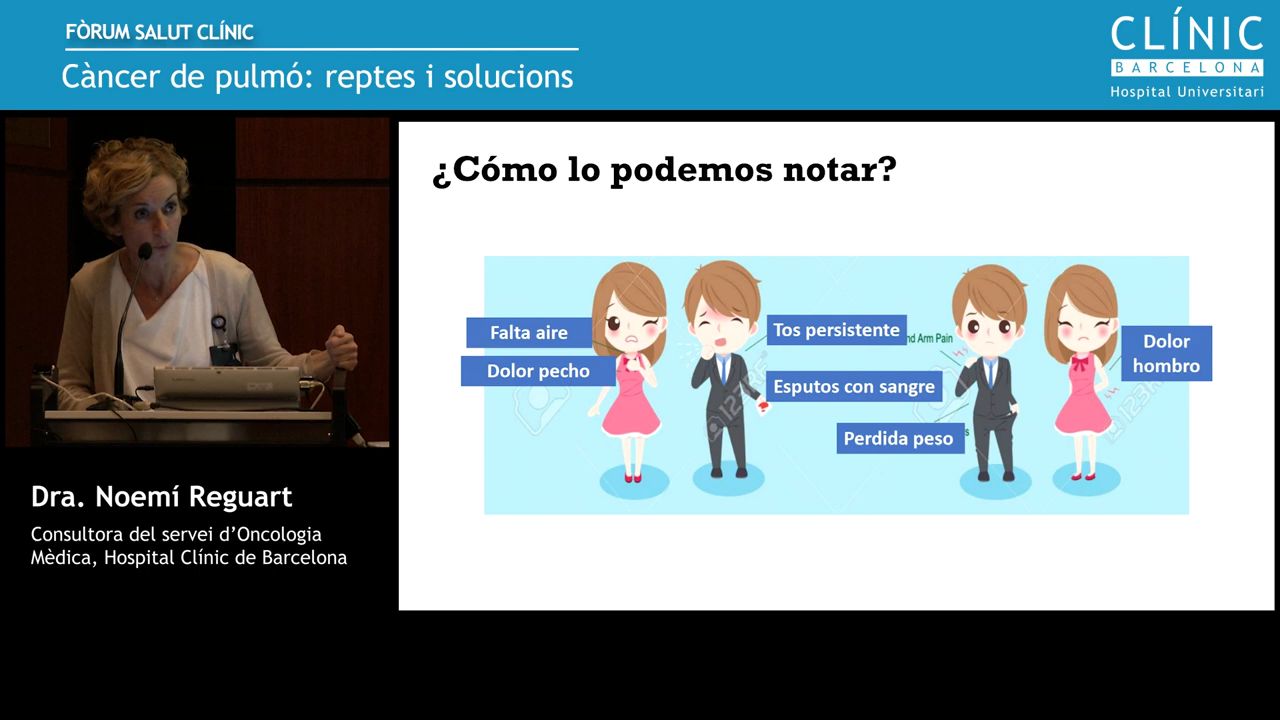 FÒRUM SALUT CLÍNIC
Càncer de pulmó: reptes i solucions
CLÍNIC
BARCELONA
Hospital Universitari
¿Cómo lo podemos notar?
Falta aire
Dolor pecho
Tos persistente
nd Arm Pain
Esputos con sangre
Perdida peso
s
Dolor
hombro
123RF
Dra. Noemí Reguart
Consultora del servei d’Oncologia
Mèdica, Hospital Clínic de Barcelona